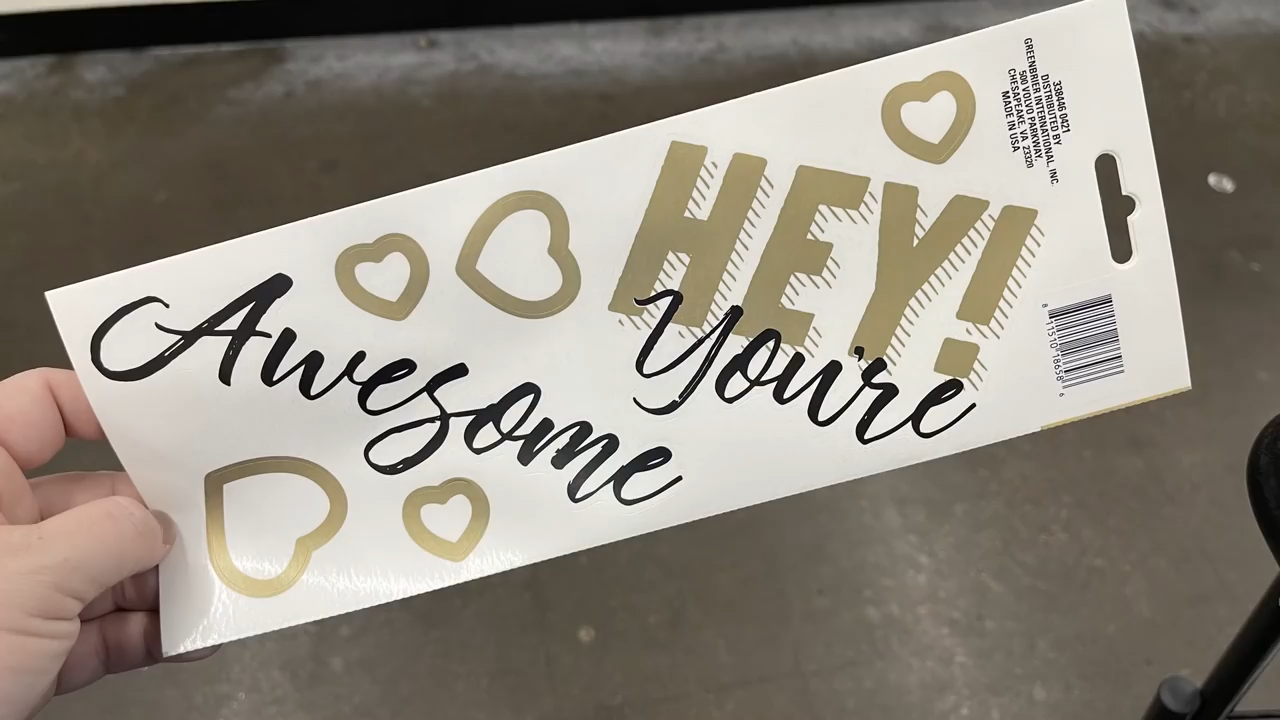 HEY!
You're
Awesome
338446 0421
DISTRIBUTED BY
GREENBRIER INTERNATIONAL, INC.
500 VOLVO PARKWAY,
CHESAPEAKE, VA 23320
MADE IN USA